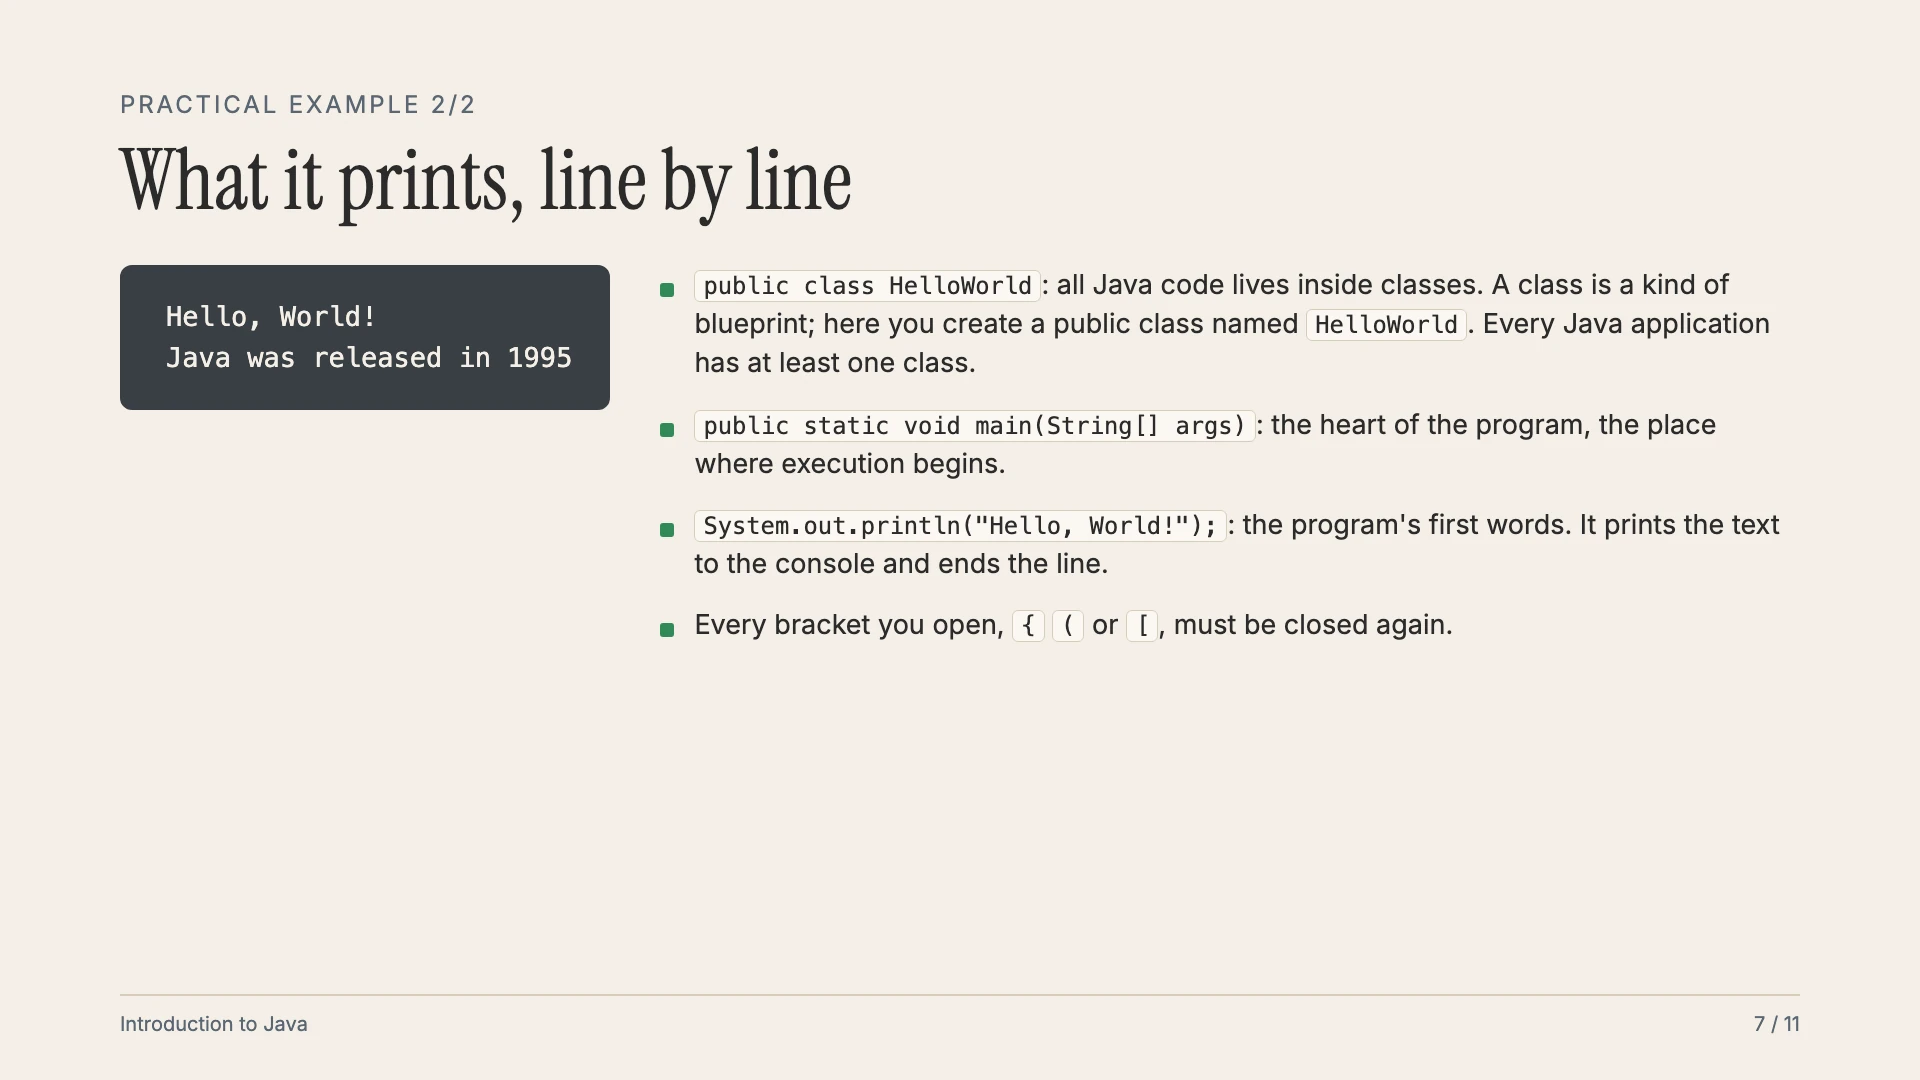 PRACTICAL EXAMPLE 2/2
What it prints, line by line
Hello, World!
Java was released in 1995
public class HelloWorld: all Java code lives inside classes. A class is a kind of
blueprint; here you create a public class named HelloWorld. Every Java application
has at least one class.
public static void main(String[] args): the heart of the program, the place
where execution begins.
System.out.println("Hello, World!");: the program's first words. It prints the text
to the console and ends the line.
Every bracket you open, { ( or [, must be closed again.
Introduction to Java
7 / 11